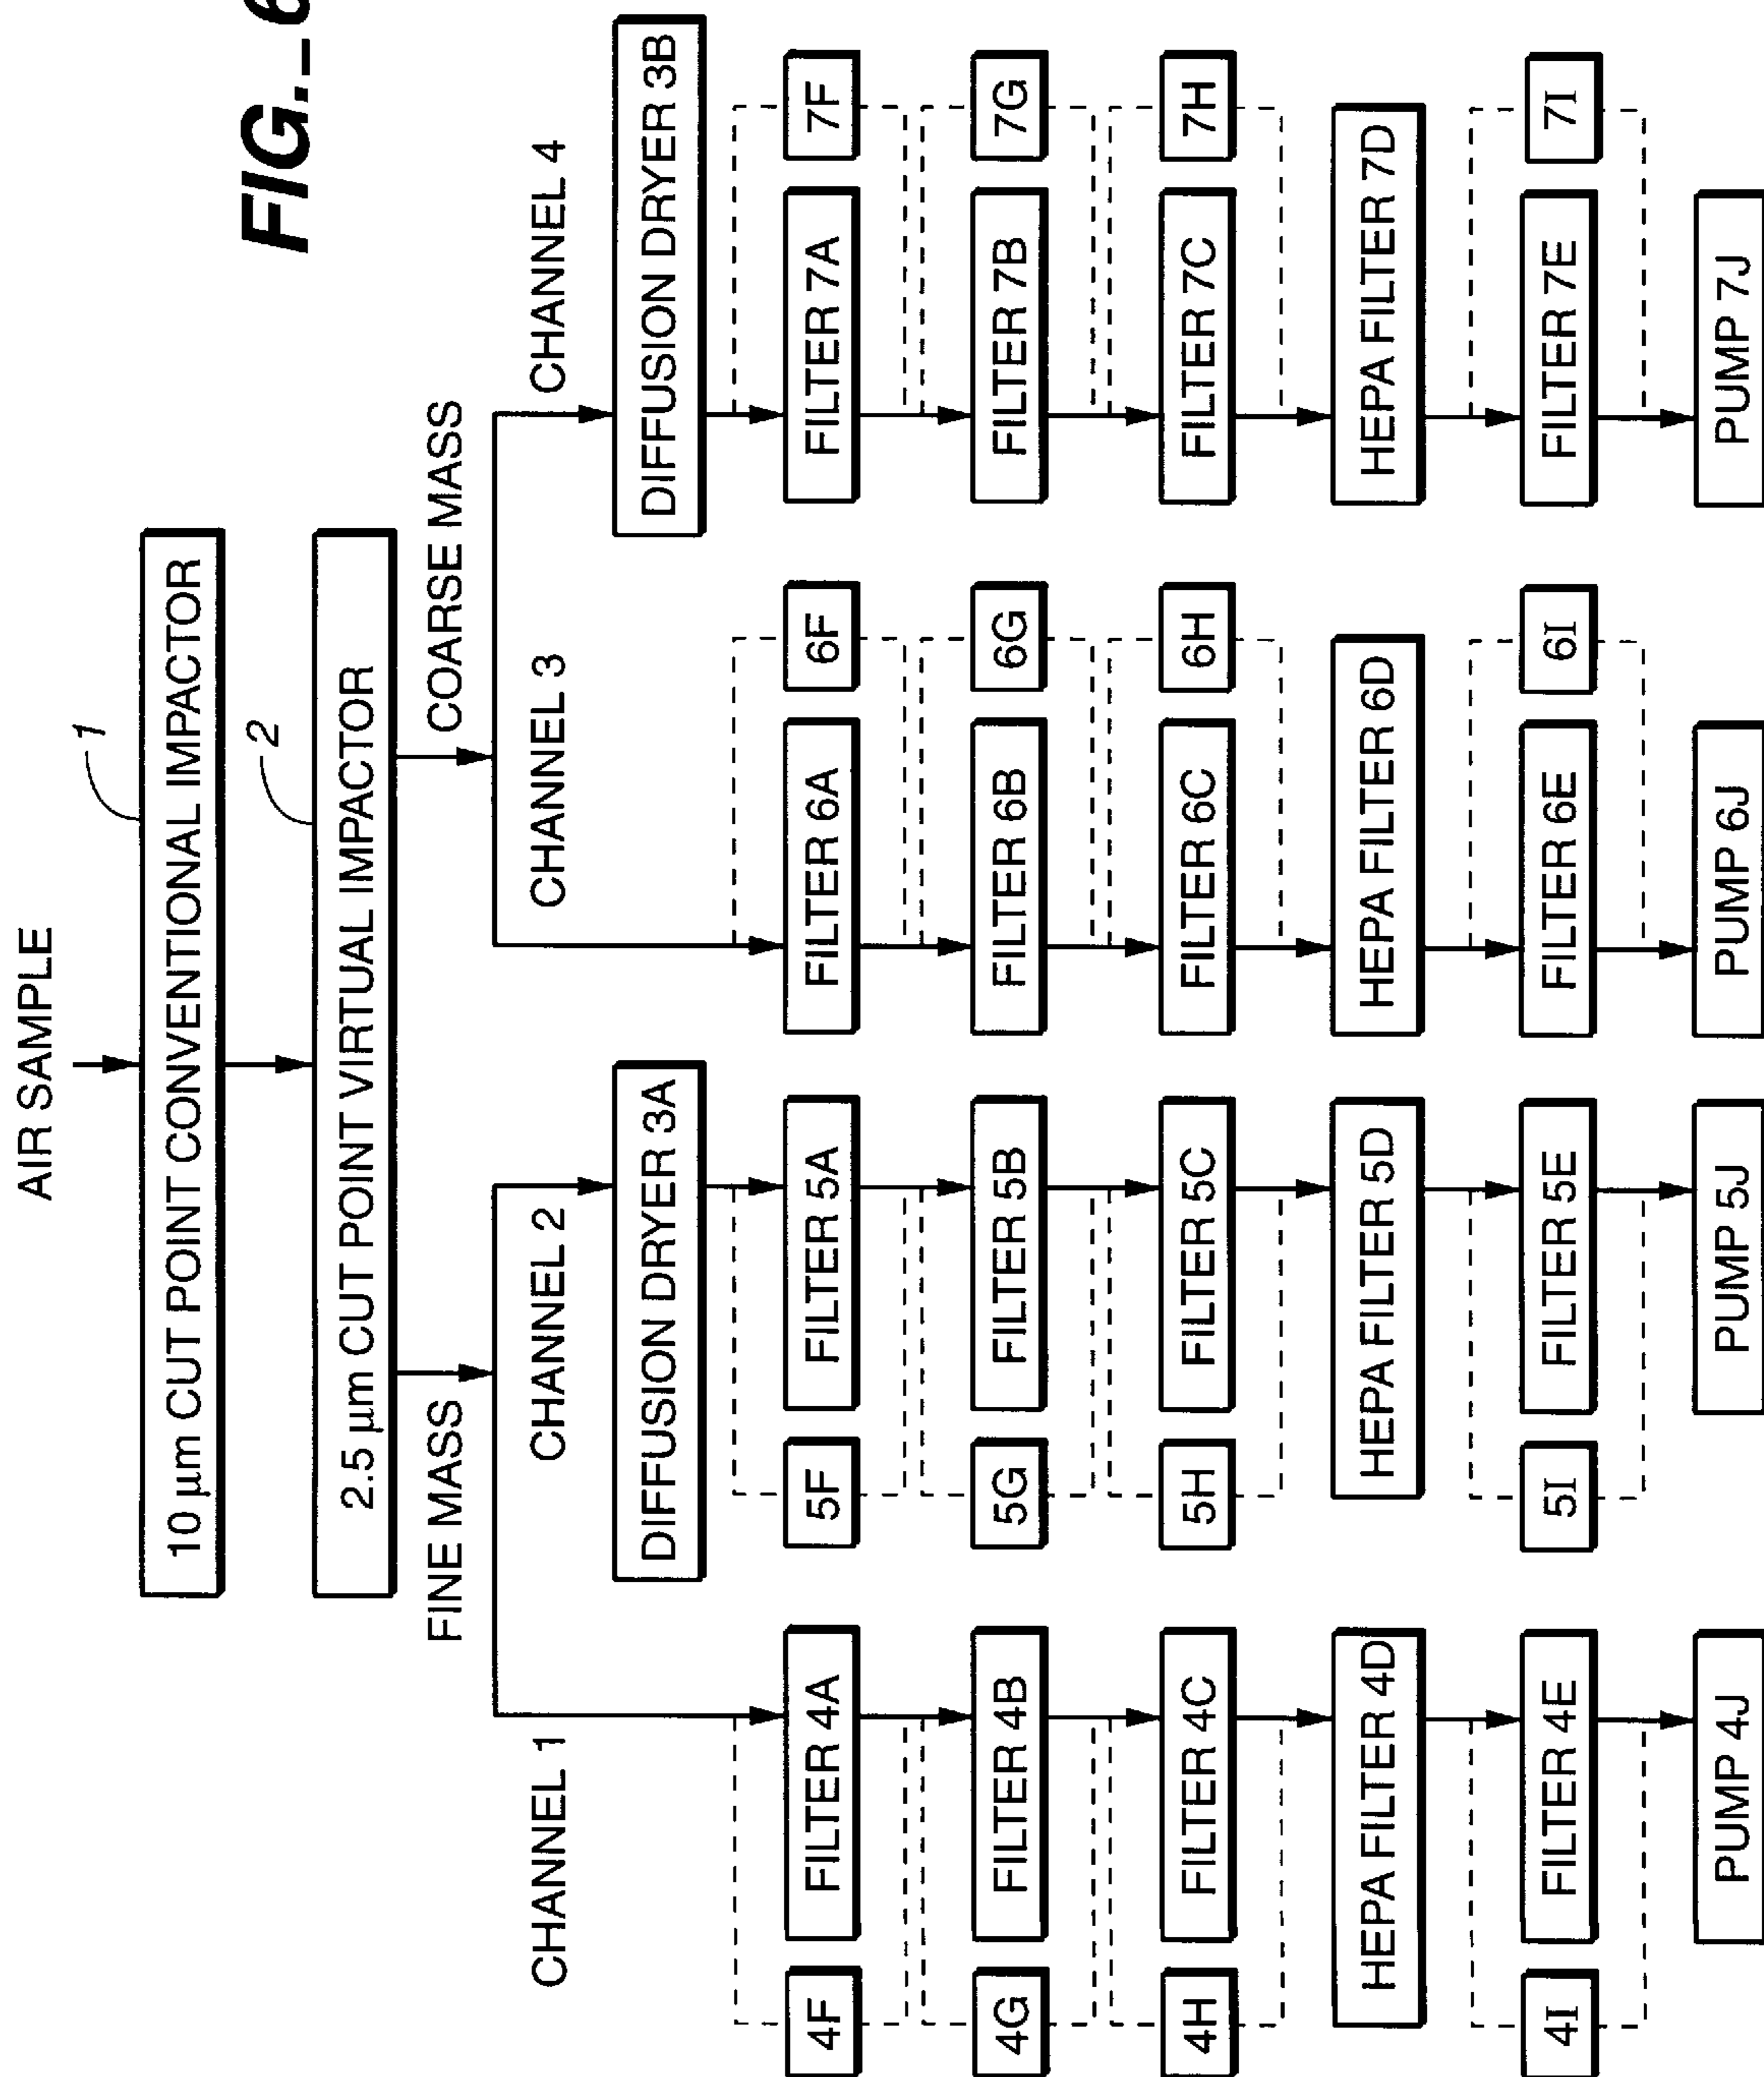 FIG._6
AIR SAMPLE
1
10 µm CUT POINT CONVENTIONAL IMPACTOR
2
2.5 µm CUT POINT VIRTUAL IMPACTOR
FINE MASS
COARSE MASS
CHANNEL 1
CHANNEL 2
CHANNEL 3
CHANNEL 4
DIFFUSION DRYER 3A
DIFFUSION DRYER 3B
4F
FILTER 4A
5F
FILTER 5A
FILTER 6A
6F
FILTER 7A
7F
4G
FILTER 4B
5G
FILTER 5B
FILTER 6B
6G
FILTER 7B
7G
4H
FILTER 4C
5H
FILTER 5C
FILTER 6C
6H
FILTER 7C
7H
HEPA FILTER 4D
HEPA FILTER 5D
HEPA FILTER 6D
HEPA FILTER 7D
4I
FILTER 4E
5I
FILTER 5E
FILTER 6E
6I
FILTER 7E
7I
PUMP 4J
PUMP 5J
PUMP 6J
PUMP 7J